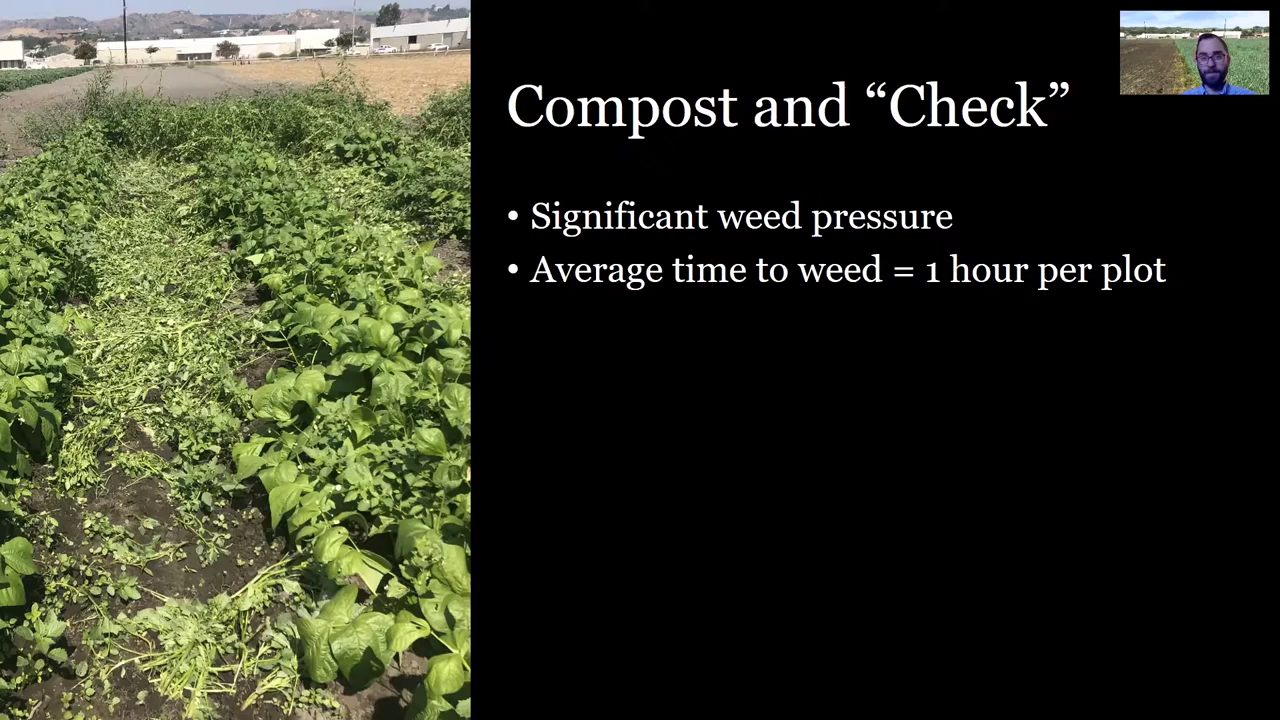 Compost and “Check”
• Significant weed pressure
• Average time to weed = 1 hour per plot